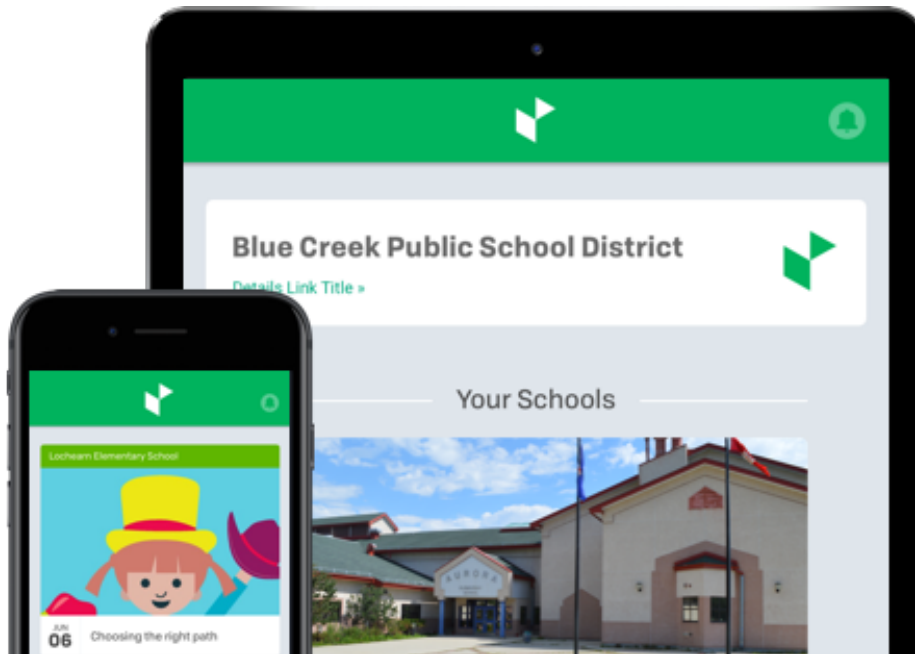 Blue Creek Public School District
Details Link Title »
Your Schools
AURORA
Lochearn Elementary School
JUN
06
Choosing the right path